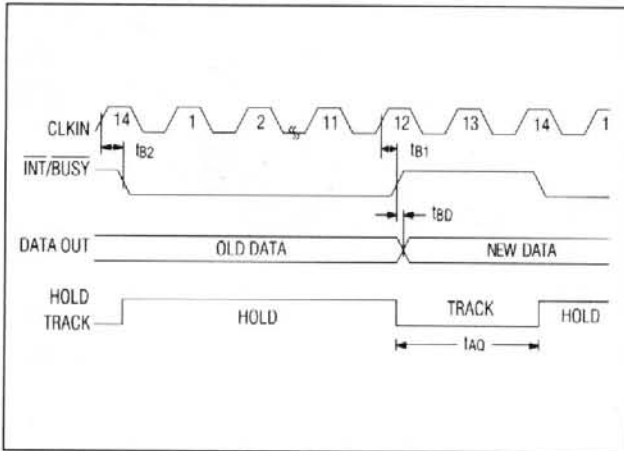 CLKIN 14 1 2 11 12 13 14 1
tB2 tB1
INT/BUSY
tBD
DATA OUT OLD DATA NEW DATA
HOLD
TRACK HOLD TRACK HOLD
tAQ